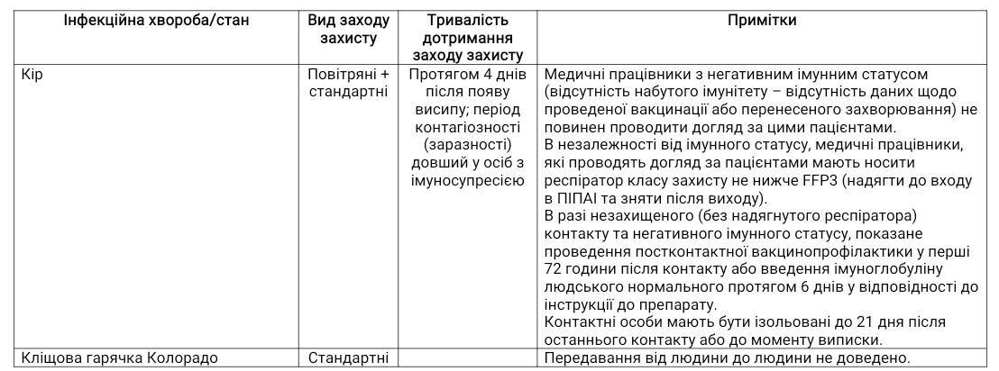 Інфекційна хвороба/стан
Вид заходу
захисту
Тривалість
дотримання
заходу захисту
Примітки
Кір
Повітряні +
стандартні
Протягом 4 днів
після появу
висипу; період
контагіозності
(заразності)
довший у осіб з
імуносупресією
Медичні працівники з негативним імунним статусом
(відсутність набутого імунітету – відсутність даних щодо
проведеної вакцинації або перенесеного захворювання) не
повинен проводити догляд за цими пацієнтами.
В незалежності від імунного статусу, медичні працівники,
які проводять догляд за пацієнтами мають носити
респіратор класу захисту не нижче FFP3 (надягти до входу
в ПІПАІ та зняти після виходу).
В разі незахищеного (без надягнутого респіратора)
контакту та негативного імунного статусу, показане
проведення постконтактної вакцинопрофілактики у перші
72 години після контакту або введення імуноглобуліну
людського нормального протягом 6 днів у відповідності до
інструкції до препарату.
Контактні особи мають бути ізольовані до 21 дня після
останнього контакту або до моменту виписки.
Кліщова гарячка Колорадо
Стандартні
Передавання від людини до людини не доведено.